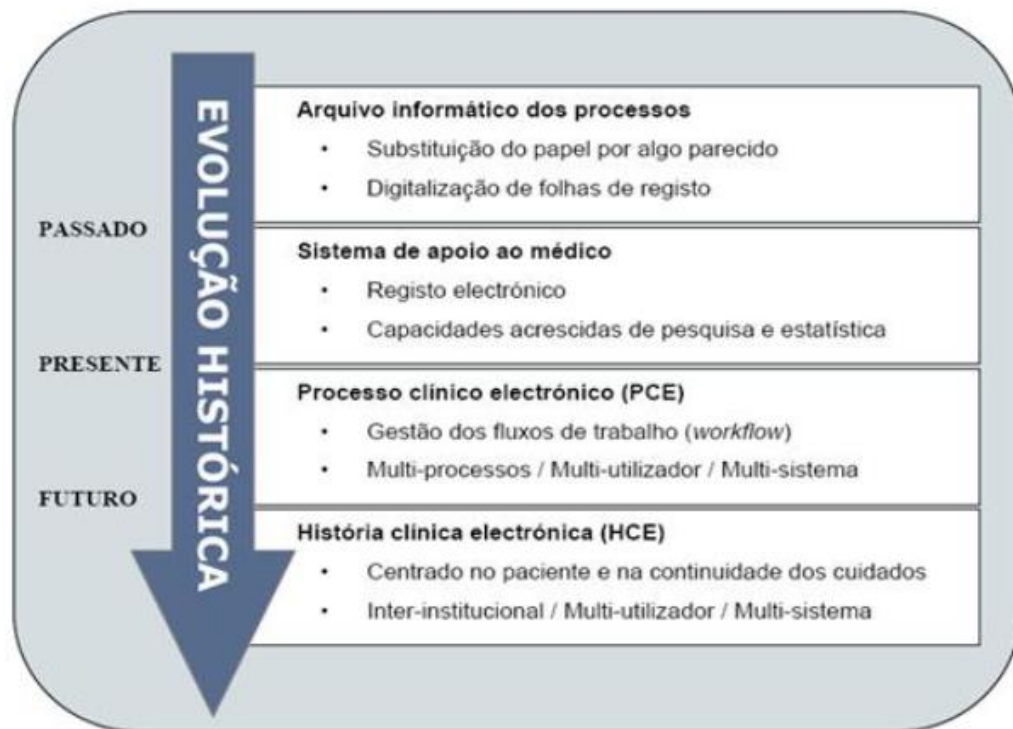 EVOLUÇÃO HISTÓRICA
Arquivo informático dos processos
• Substituição do papel por algo parecido
• Digitalização de folhas de registo
PASSADO
Sistema de apoio ao médico
• Registo electrónico
• Capacidades acrescidas de pesquisa e estatística
PRESENTE
Processo clínico electrónico (PCE)
• Gestão dos fluxos de trabalho (workflow)
• Multi-processos / Multi-utilizador / Multi-sistema
FUTURO
História clínica electrónica (HCE)
• Centrado no paciente e na continuidade dos cuidados
• Inter-institucional / Multi-utilizador / Multi-sistema